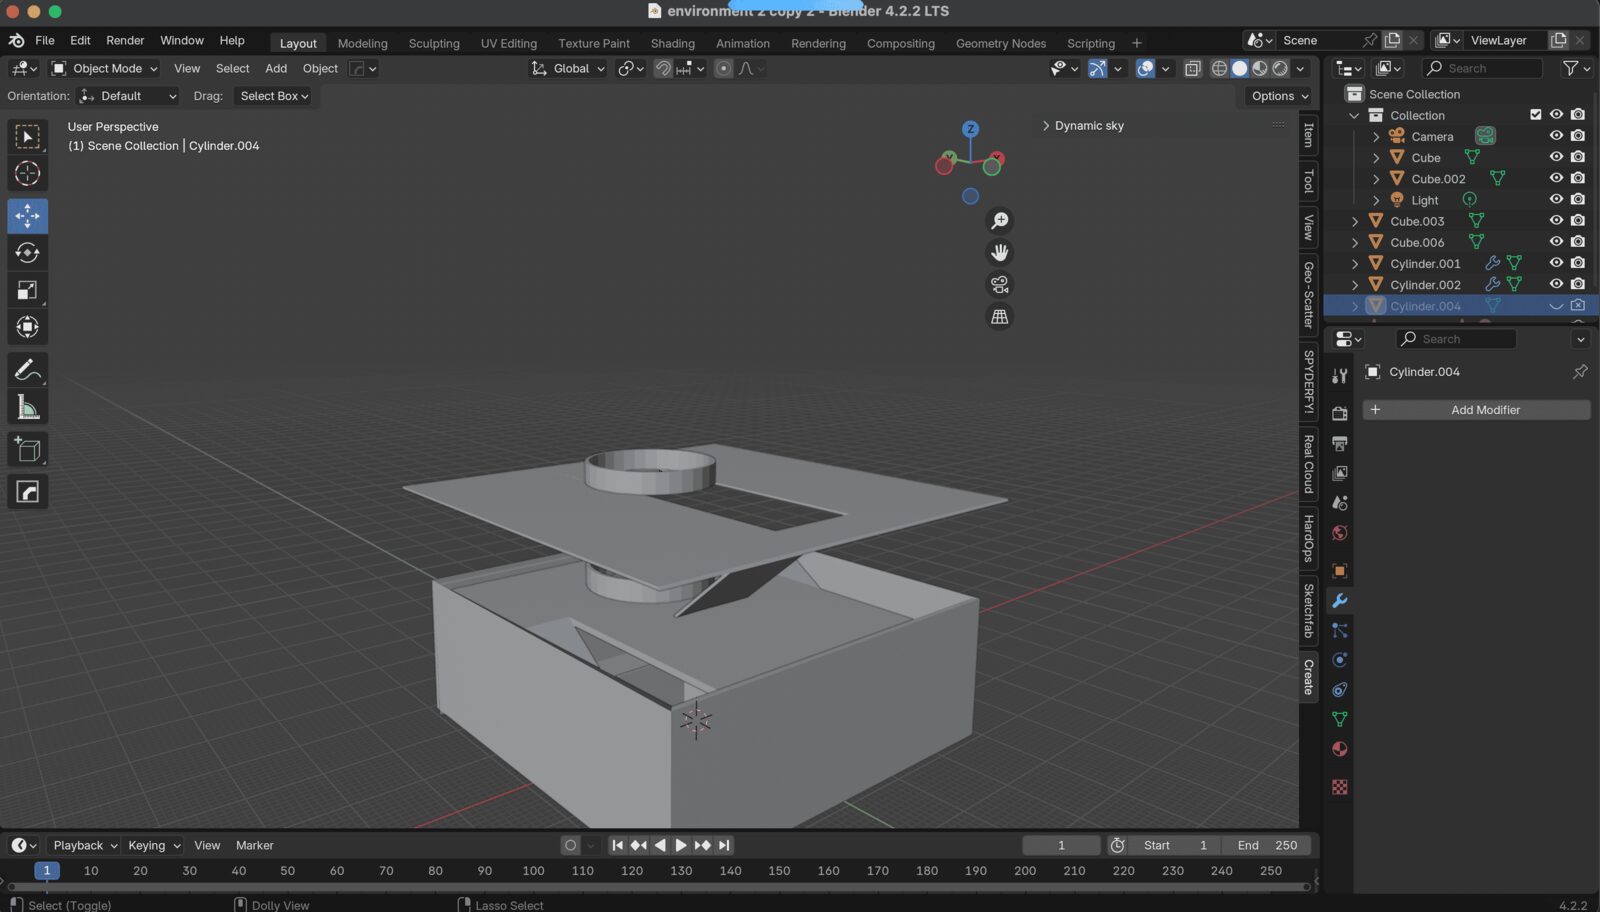 environment 2 copy 2 - Blender 4.2.2 LTS
File Edit Render Window Help Layout Modeling Sculpting UV Editing Texture Paint Shading Animation Rendering Compositing Geometry Nodes Scripting + Scene ViewLayer
Object Mode View Select Add Object Global Search
Orientation: Default Drag: Select Box Options
User Perspective
(1) Scene Collection | Cylinder.004
Z
Y
Dynamic sky
Item
Tool
View
Geo-Scatter
SPYDERFY!
Real Cloud
HardOps
Sketchfab
Create
Scene Collection
Collection
Camera
Cube
Cube.002
Light
Cube.003
Cube.006
Cylinder.001
Cylinder.002
Cylinder.004
Search
Cylinder.004
+ Add Modifier
Playback Keying View Marker 1 Start 1 End 250
1 10 20 30 40 50 60 70 80 90 100 110 120 130 140 150 160 170 180 190 200 210 220 230 240 250
Select (Toggle) Dolly View Lasso Select 4.2.2